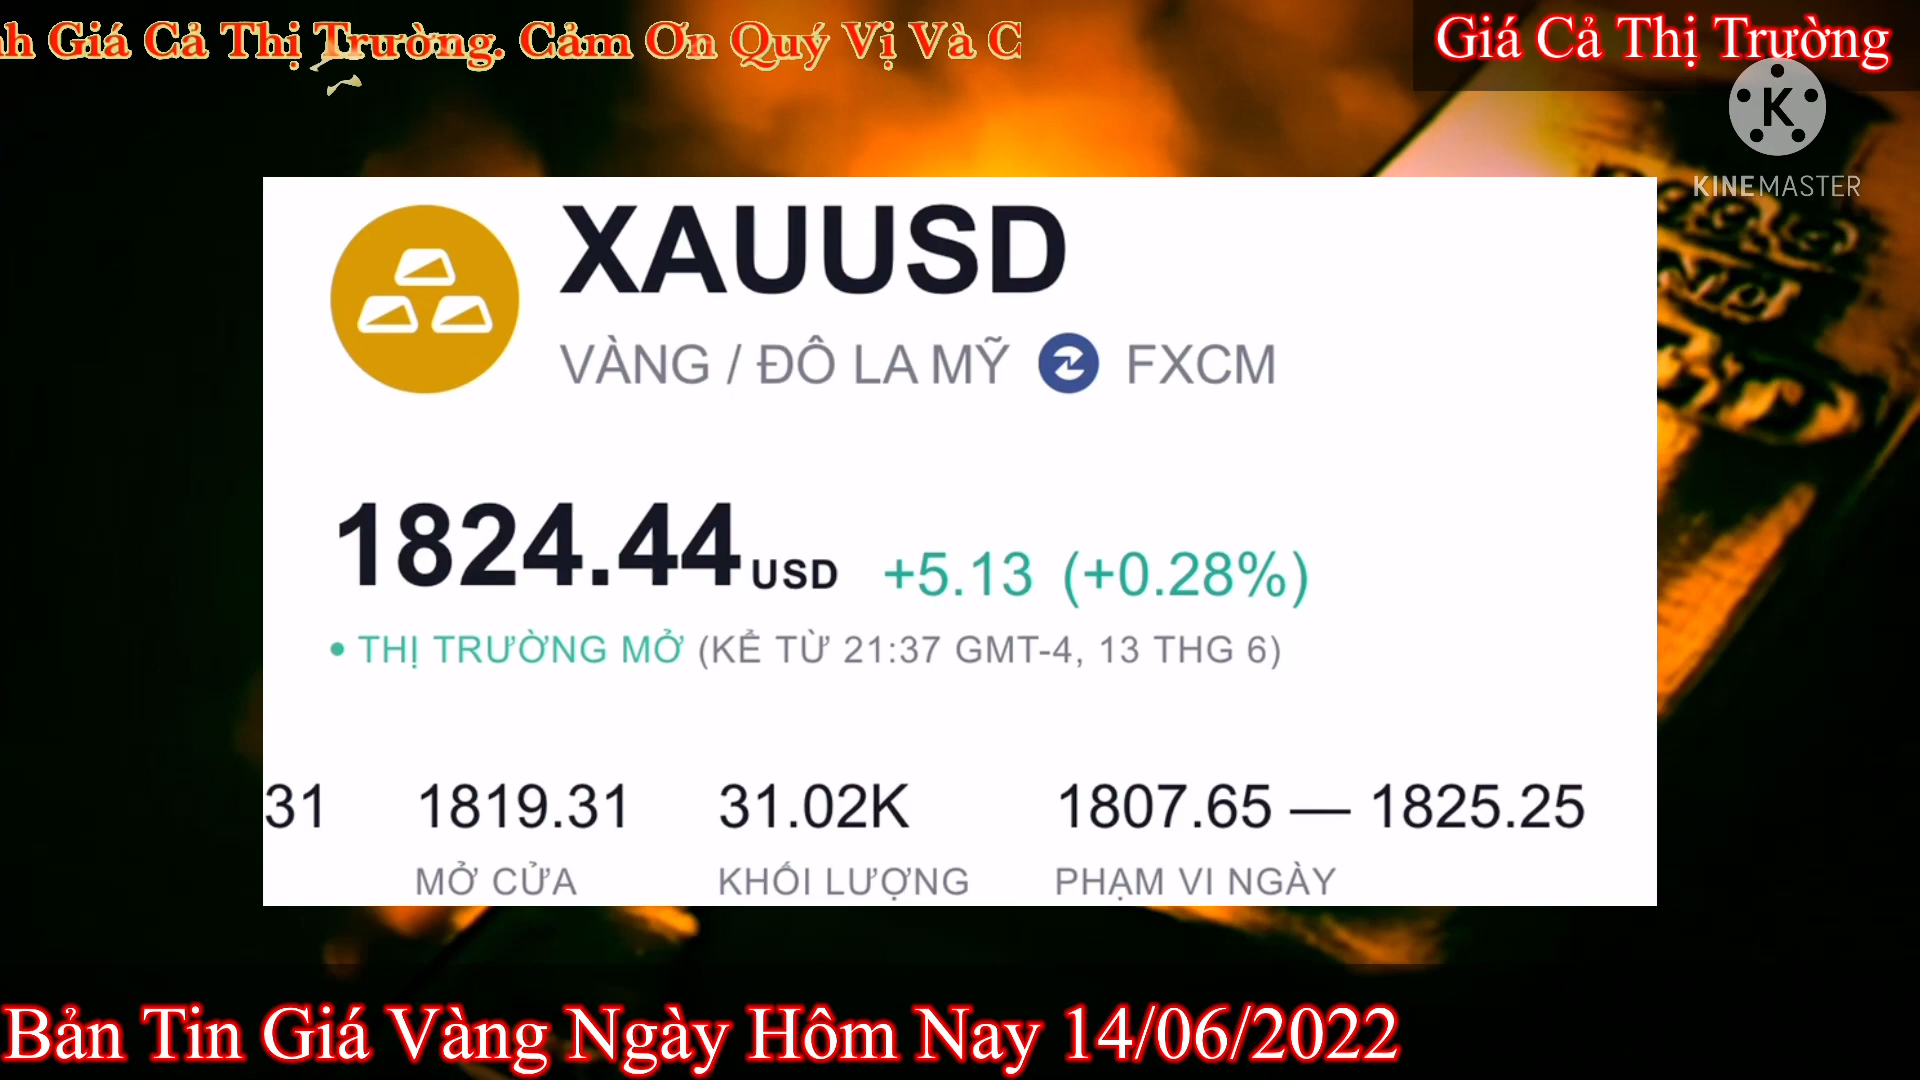 h Giá Cả Thị Trường. Cảm Ơn Quý Vị Và C
Giá Cả Thị Trường
K
KINEMASTER
XAUUSD
VÀNG / ĐÔ LA MỸ FXCM
1824.44 USD +5.13 (+0.28%)
• THỊ TRƯỜNG MỞ (KỂ TỪ 21:37 GMT-4, 13 THG 6)
31 1819.31 31.02K 1807.65 — 1825.25
MỞ CỬA KHỐI LƯỢNG PHẠM VI NGÀY
Bản Tin Giá Vàng Ngày Hôm Nay 14/06/2022